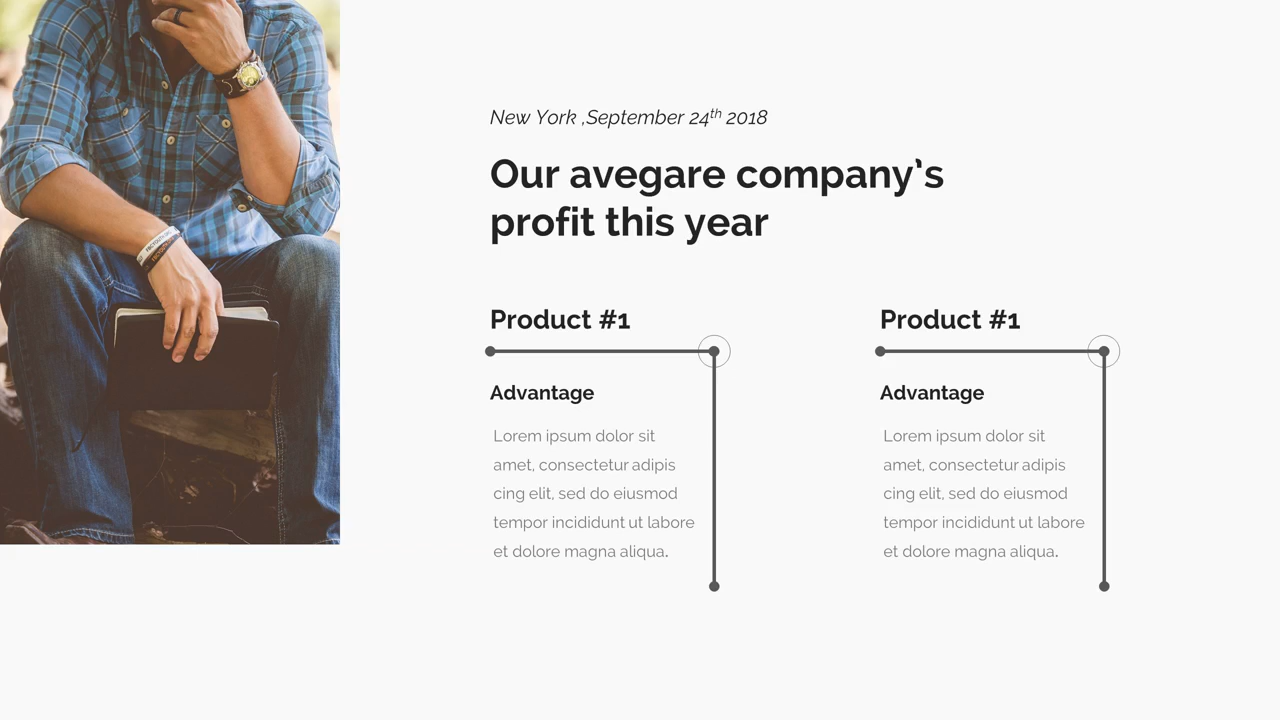 New York ,September 24th 2018
Our avegare company’s
profit this year
Product #1
Advantage
Lorem ipsum dolor sit
amet, consectetur adipis
cing elit, sed do eiusmod
tempor incididunt ut labore
et dolore magna aliqua.
Product #1
Advantage
Lorem ipsum dolor sit
amet, consectetur adipis
cing elit, sed do eiusmod
tempor incididunt ut labore
et dolore magna aliqua.